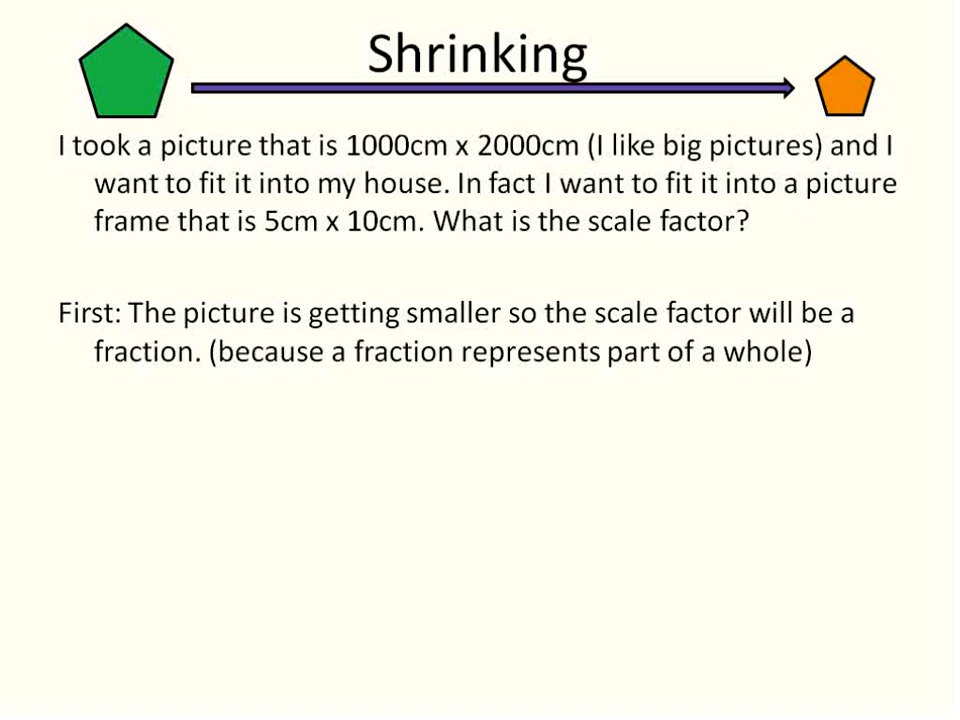 Shrinking
I took a picture that is 1000cm x 2000cm (I like big pictures) and I
want to fit it into my house. In fact I want to fit it into a picture
frame that is 5cm x 10cm. What is the scale factor?
First: The picture is getting smaller so the scale factor will be a
fraction. (because a fraction represents part of a whole)